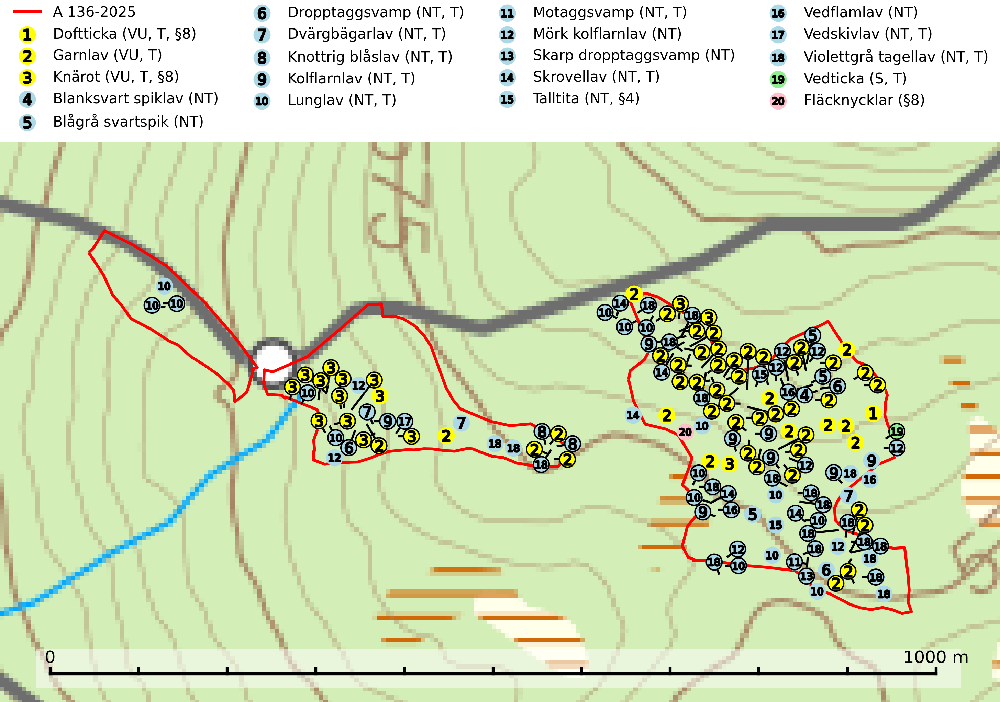 A 136-2025
1 Doftticka (VU, T, §8)
2 Garnlav (VU, T)
3 Knärot (VU, T, §8)
4 Blanksvart spiklav (NT)
5 Blågrå svartspik (NT)
6 Dropptaggsvamp (NT, T)
7 Dvärgbägarlav (NT, T)
8 Knottrig blåslav (NT, T)
9 Kolflarnlav (NT, T)
10 Lunglav (NT, T)
11 Motaggsvamp (NT, T)
12 Mörk kolflarnlav (NT)
13 Skarp dropptaggsvamp (NT)
14 Skrovellav (NT, T)
15 Talltita (NT, §4)
16 Vedflamlav (NT)
17 Vedskivlav (NT, T)
18 Violettgrå tagellav (NT, T)
19 Vedticka (S, T)
20 Fläcknycklar (§8)
0
1000 m